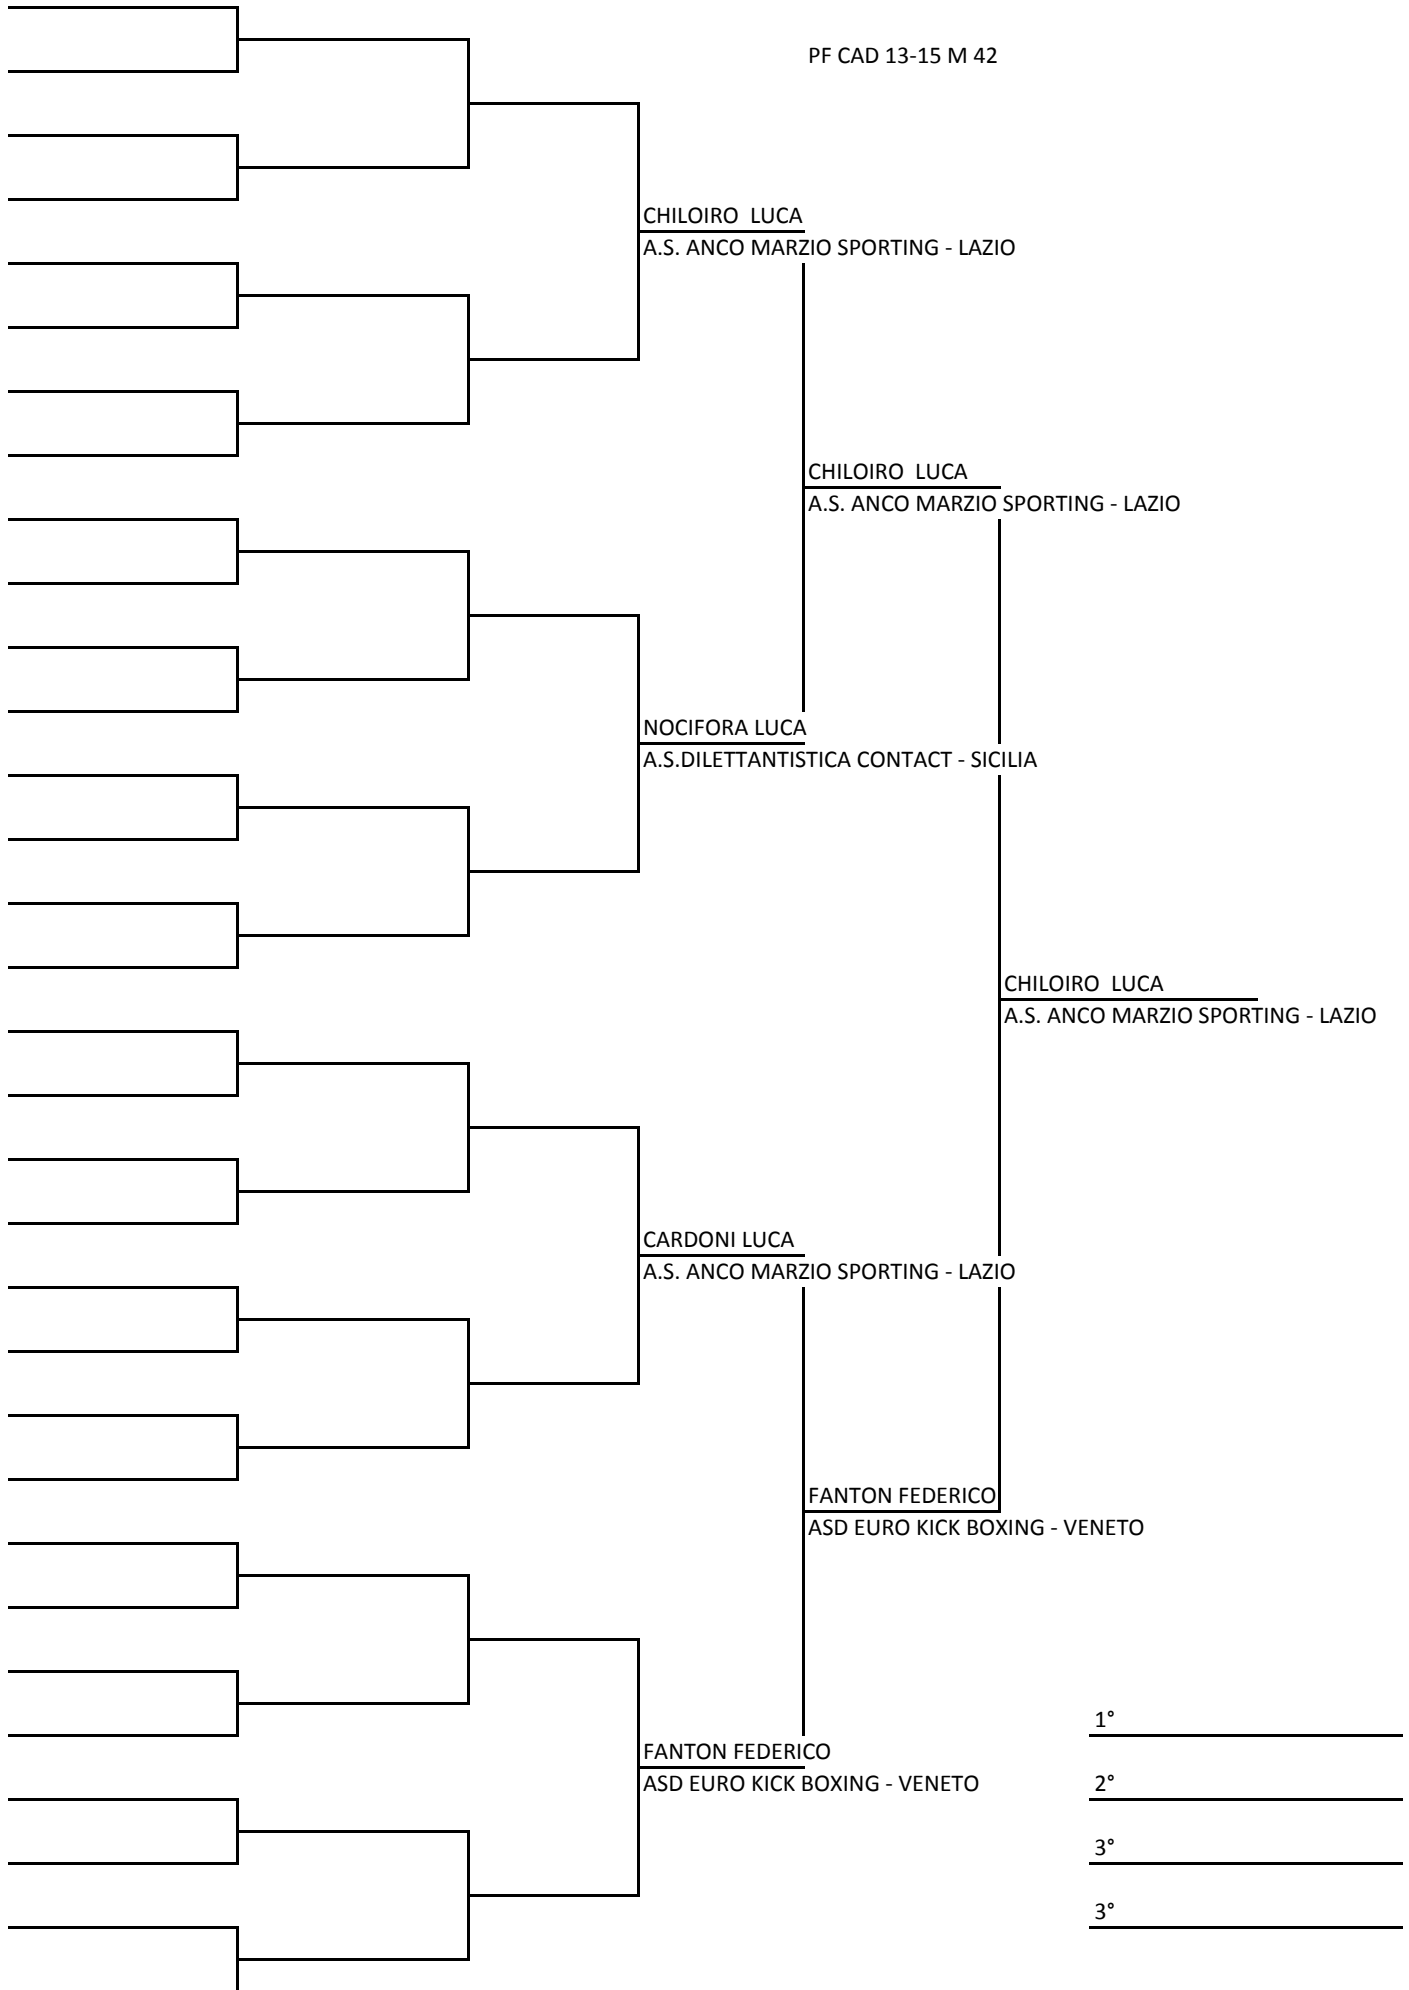 PF CAD 13-15 M 42
CHILOIRO  LUCA
A.S. ANCO MARZIO SPORTING - LAZIO
CHILOIRO  LUCA
A.S. ANCO MARZIO SPORTING - LAZIO
NOCIFORA LUCA
A.S.DILETTANTISTICA CONTACT - SICILIA
CHILOIRO  LUCA
A.S. ANCO MARZIO SPORTING - LAZIO
CARDONI LUCA
A.S. ANCO MARZIO SPORTING - LAZIO
FANTON FEDERICO
ASD EURO KICK BOXING - VENETO
1°
FANTON FEDERICO
ASD EURO KICK BOXING - VENETO
2°
3°
3°